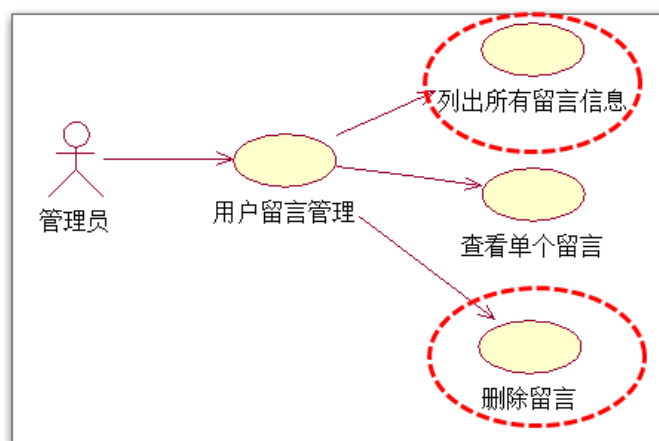 列出所有留言信息
管理员
用户留言管理
查看单个留言
删除留言